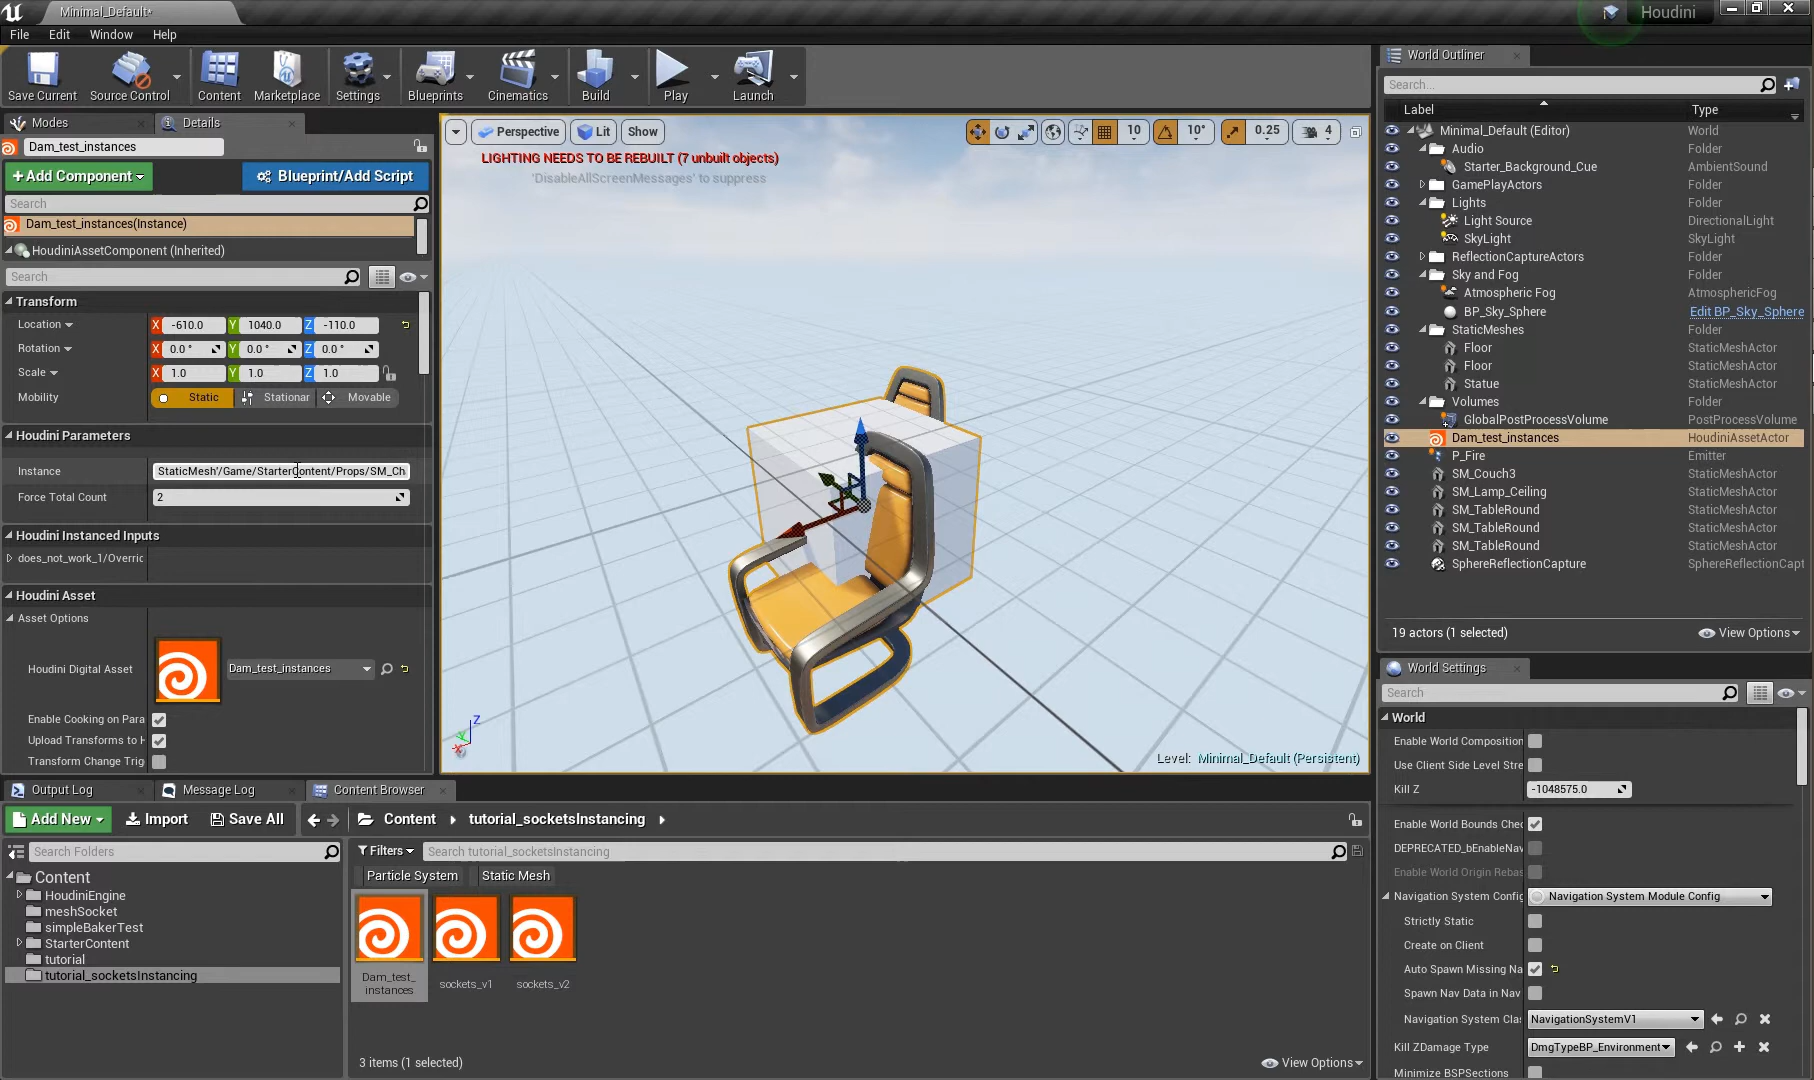 Minimal_Default*
Houdini
File Edit Window Help
Save Current Source Control Content Marketplace Settings Blueprints Cinematics Build Play Launch
Modes Details
Dam_test_instances
+Add Component Blueprint/Add Script
Search
Dam_test_instances(Instance)
HoudiniAssetComponent (Inherited)
Search
Transform
Location X -610.0 Y 1040.0 Z -110.0
Rotation X 0.0 ° Y 0.0 ° Z 0.0 °
Scale X 1.0 Y 1.0 Z 1.0
Mobility Static Stationar Movable
Houdini Parameters
Instance StaticMesh'/Game/StarterContent/Props/SM_Ch
Force Total Count 2
Houdini Instanced Inputs
does_not_work_1/Overric
Houdini Asset
Asset Options
Houdini Digital Asset Dam_test_instances
Enable Cooking on Para
Upload Transforms to H
Transform Change Trig
Perspective Lit Show 10 10° 0.25 4
LIGHTING NEEDS TO BE REBUILT (7 unbuilt objects)
'DisableAllScreenMessages' to suppress
Z
Y
X
Level: Minimal_Default (Persistent)
World Outliner
Search...
Label Type
Minimal_Default (Editor) World
Audio Folder
Starter_Background_Cue AmbientSound
GamePlayActors Folder
Lights Folder
Light Source DirectionalLight
SkyLight SkyLight
ReflectionCaptureActors Folder
Sky and Fog Folder
Atmospheric Fog AtmosphericFog
BP_Sky_Sphere Edit BP_Sky_Sphere
StaticMeshes Folder
Floor StaticMeshActor
Floor StaticMeshActor
Statue StaticMeshActor
Volumes Folder
GlobalPostProcessVolume PostProcessVolume
Dam_test_instances HoudiniAssetActor
P_Fire Emitter
SM_Couch3 StaticMeshActor
SM_Lamp_Ceiling StaticMeshActor
SM_TableRound StaticMeshActor
SM_TableRound StaticMeshActor
SM_TableRound StaticMeshActor
SphereReflectionCapture SphereReflectionCapt
19 actors (1 selected) View Options
World Settings
Search
World
Enable World Composition
Use Client Side Level Stre
Kill Z -1048575.0
Enable World Bounds Chec
DEPRECATED_bEnableNav
Enable World Origin Rebas
Navigation System Config Navigation System Module Config
Strictly Static
Create on Client
Auto Spawn Missing Na
Spawn Nav Data in Nav
Navigation System Clas NavigationSystemV1
Kill ZDamage Type DmgTypeBP_Environment
Minimize BSPSections
Output Log Message Log Content Browser
Add New Import Save All Content tutorial_socketsInstancing
Search Folders
Filters Search tutorial_socketsInstancing
Particle System Static Mesh
Content
HoudiniEngine
meshSocket
simpleBakerTest
StarterContent
tutorial
tutorial_socketsInstancing
Dam_test_
instances sockets_v1 sockets_v2
3 items (1 selected) View Options